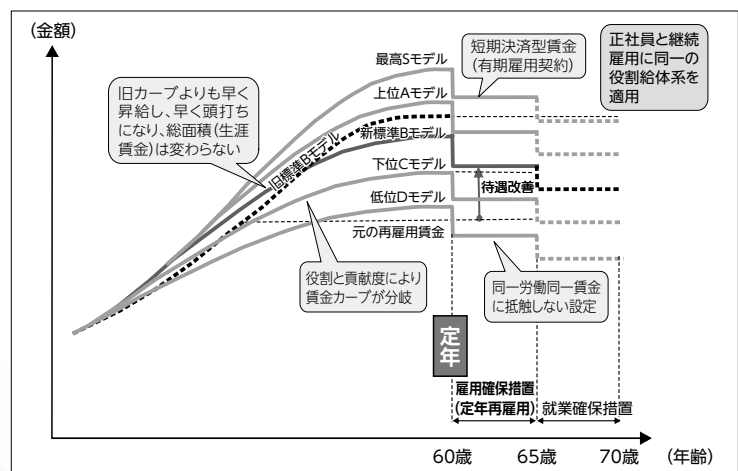 (金額)
最高Sモデル
短期決済型賃金
(有期雇用契約)
正社員と継続
雇用に同一の
役割給体系を
適用
旧カーブよりも早く
昇給し、早く頭打ち
になり、総面積(生涯
賃金)は変わらない
上位Aモデル
新標準Bモデル
旧標準Bモデル
下位Cモデル
待遇改善
低位Dモデル
元の再雇用賃金
役割と貢献度により
賃金カーブが分岐
同一労働同一賃金
に抵触しない設定
定年
雇用確保措置
(定年再雇用)
就業確保措置
60歳
65歳
70歳
(年齢)